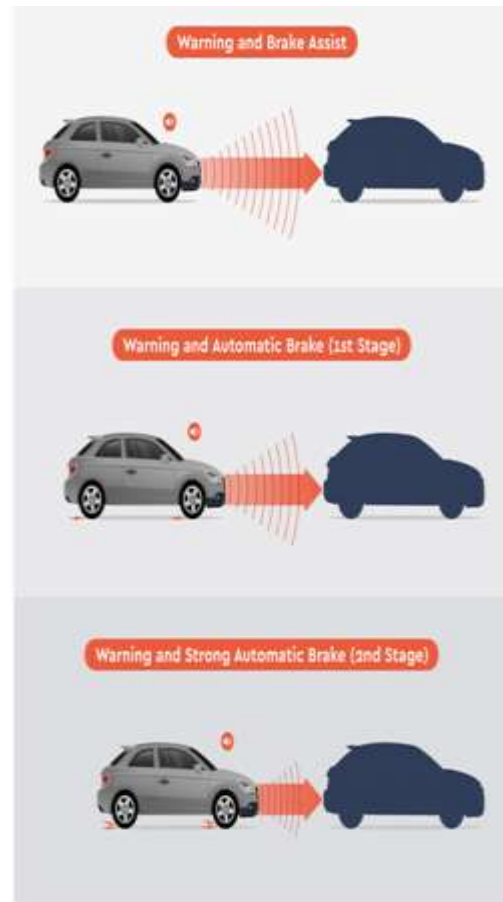 Warning and Brake Assist
Warning and Automatic Brake (1st Stage)
Warning and Strong Automatic Brake (2nd Stage)